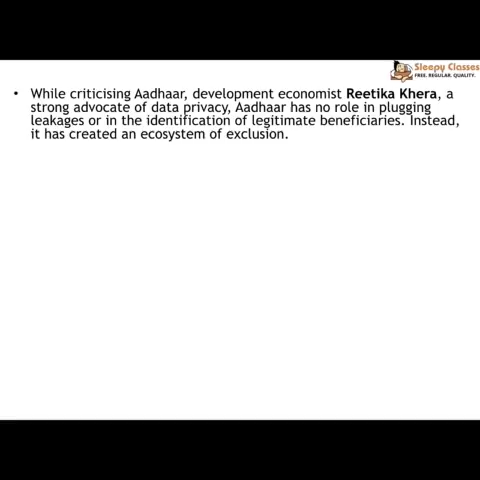 Sleepy Classes
FREE. REGULAR. QUALITY.
• While criticising Aadhaar, development economist Reetika Khera, a
strong advocate of data privacy, Aadhaar has no role in plugging
leakages or in the identification of legitimate beneficiaries. Instead,
it has created an ecosystem of exclusion.